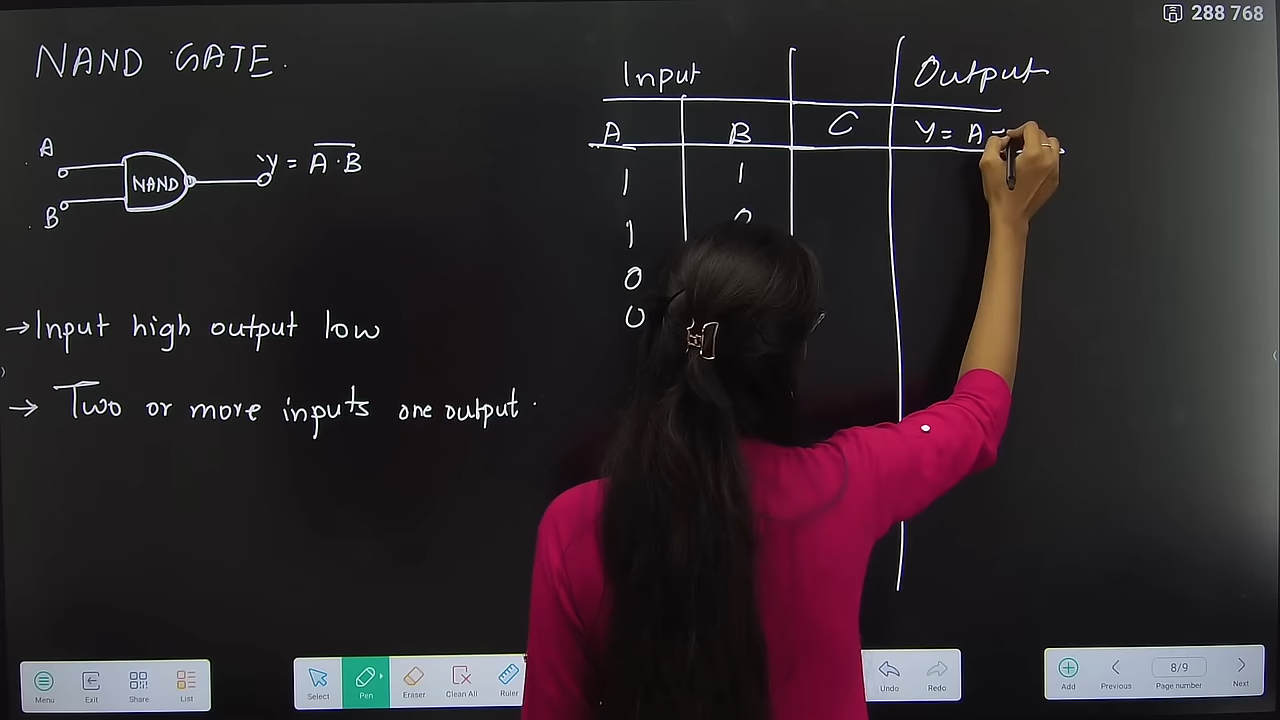 288 768
NAND GATE.
Input Output
A B C Y = A
A
B
NAND
Y = \overline{A · B}
1 1
1 0
0
0
→ Input high output low
→ Two or more inputs one output.
Menu Exit Share List
Select Pen Eraser Clean All Ruler
Undo Redo
Add Previous 8/9 Page number Next